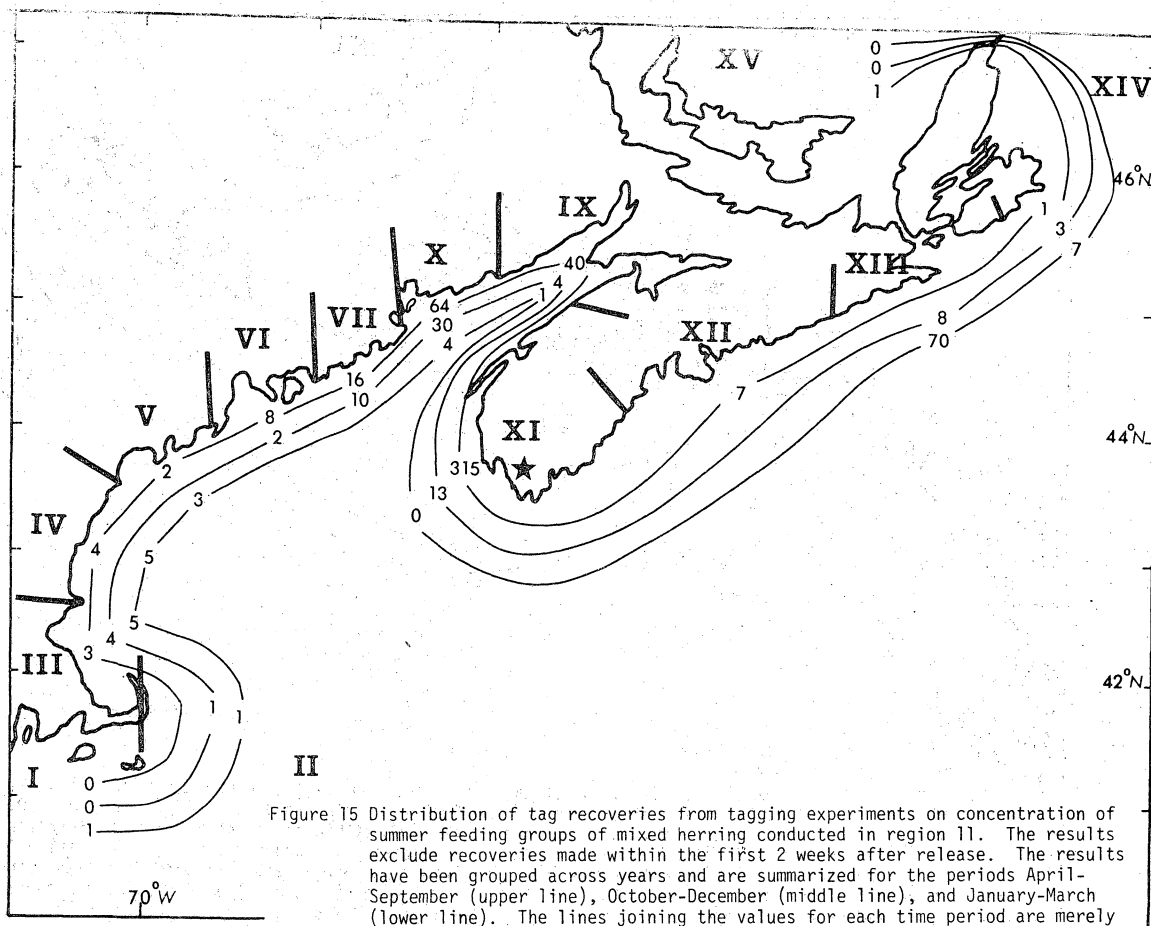 XV
0
0
1
XIV
46°N
IX
1
3
7
X
40
4
1
XIII
64
30
4
VII
8
70
XII
VI
16
10
7
8
2
V
44°N
XI
2
315
13
3
0
IV
4
5
5
4
3
III
42°N
1 1
II
I
0
0
1
Figure 15 Distribution of tag recoveries from tagging experiments on concentration of
summer feeding groups of mixed herring conducted in region 11. The results
exclude recoveries made within the first 2 weeks after release. The results
have been grouped across years and are summarized for the periods April-
September (upper line), October-December (middle line), and January-March
(lower line). The lines joining the values for each time period are merely
70°W